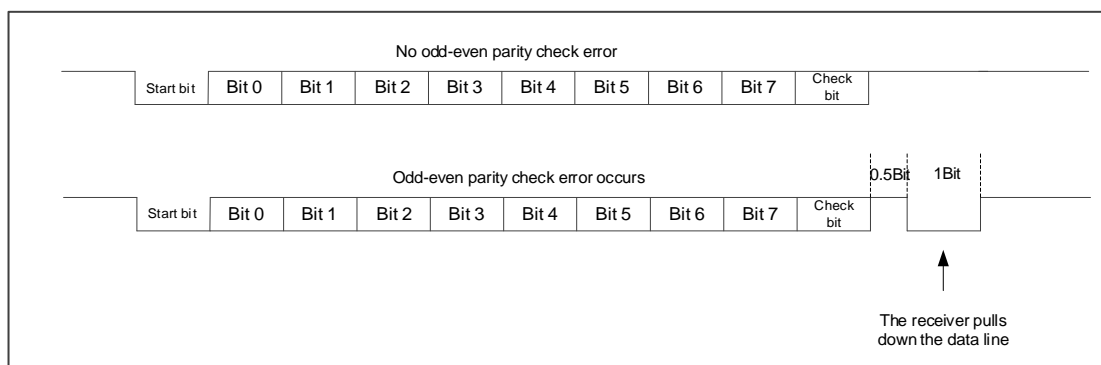 No odd-even parity check error
Start bit Bit 0 Bit 1 Bit 2 Bit 3 Bit 4 Bit 5 Bit 6 Bit 7 Check
bit
0.5Bit 1Bit
Odd-even parity check error occurs
Start bit Bit 0 Bit 1 Bit 2 Bit 3 Bit 4 Bit 5 Bit 6 Bit 7 Check
bit
The receiver pulls
down the data line